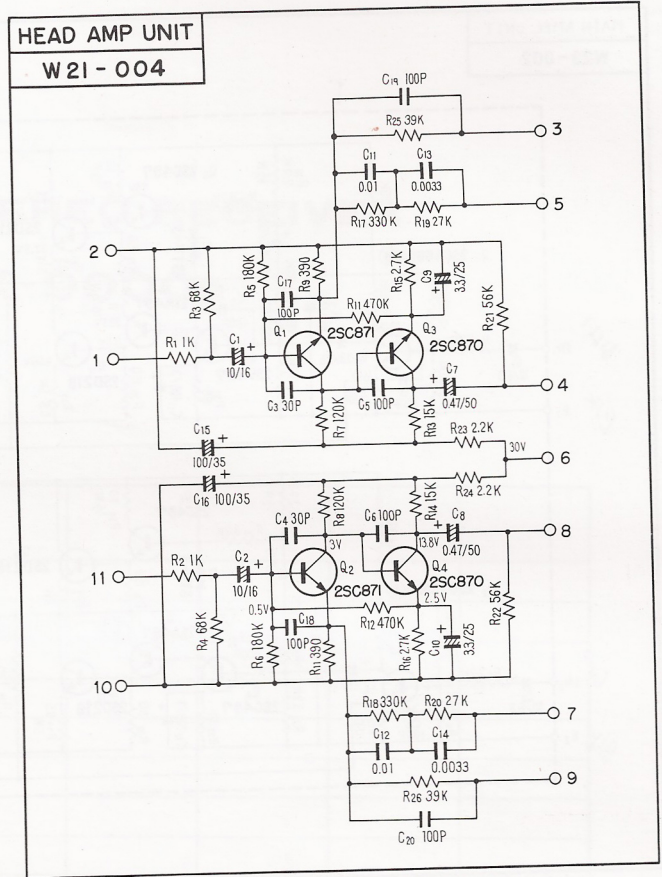 HEAD AMP UNIT
W21-004
C19 100P
R25 39K
3
C11
0.01
C13
0.0033
R17 330K
R19 27K
5
2
R3 68K
R5 180K
C17
100P
R9 390
R15 2.7K
C9
+
33/25
R11 470K
R21 56K
Q1
2SC871
Q3
2SC870
1
R1 1K
C1
+
10/16
C3 30P
C5 100P
+
C7
0.47/50
4
R7 120K
R13 15K
C15
+
100/35
R23 2.2K
30V
6
+
C16 100/35
R24 2.2K
R8 120K
R14 15K
C4 30P
C6 100P
+
C8
0.47/50
8
3V
13.8V
11
R2 1K
C2
+
10/16
Q2
2SC871
Q4
2SC870
0.5V
2.5V
R4 68K
R6 180K
C18
100P
R11 390
R12 470K
R16 2.7K
+
C10
33/25
R22 56K
10
R18 330K
R20 27K
7
C12
0.01
C14
0.0033
R26 39K
9
C20 100P